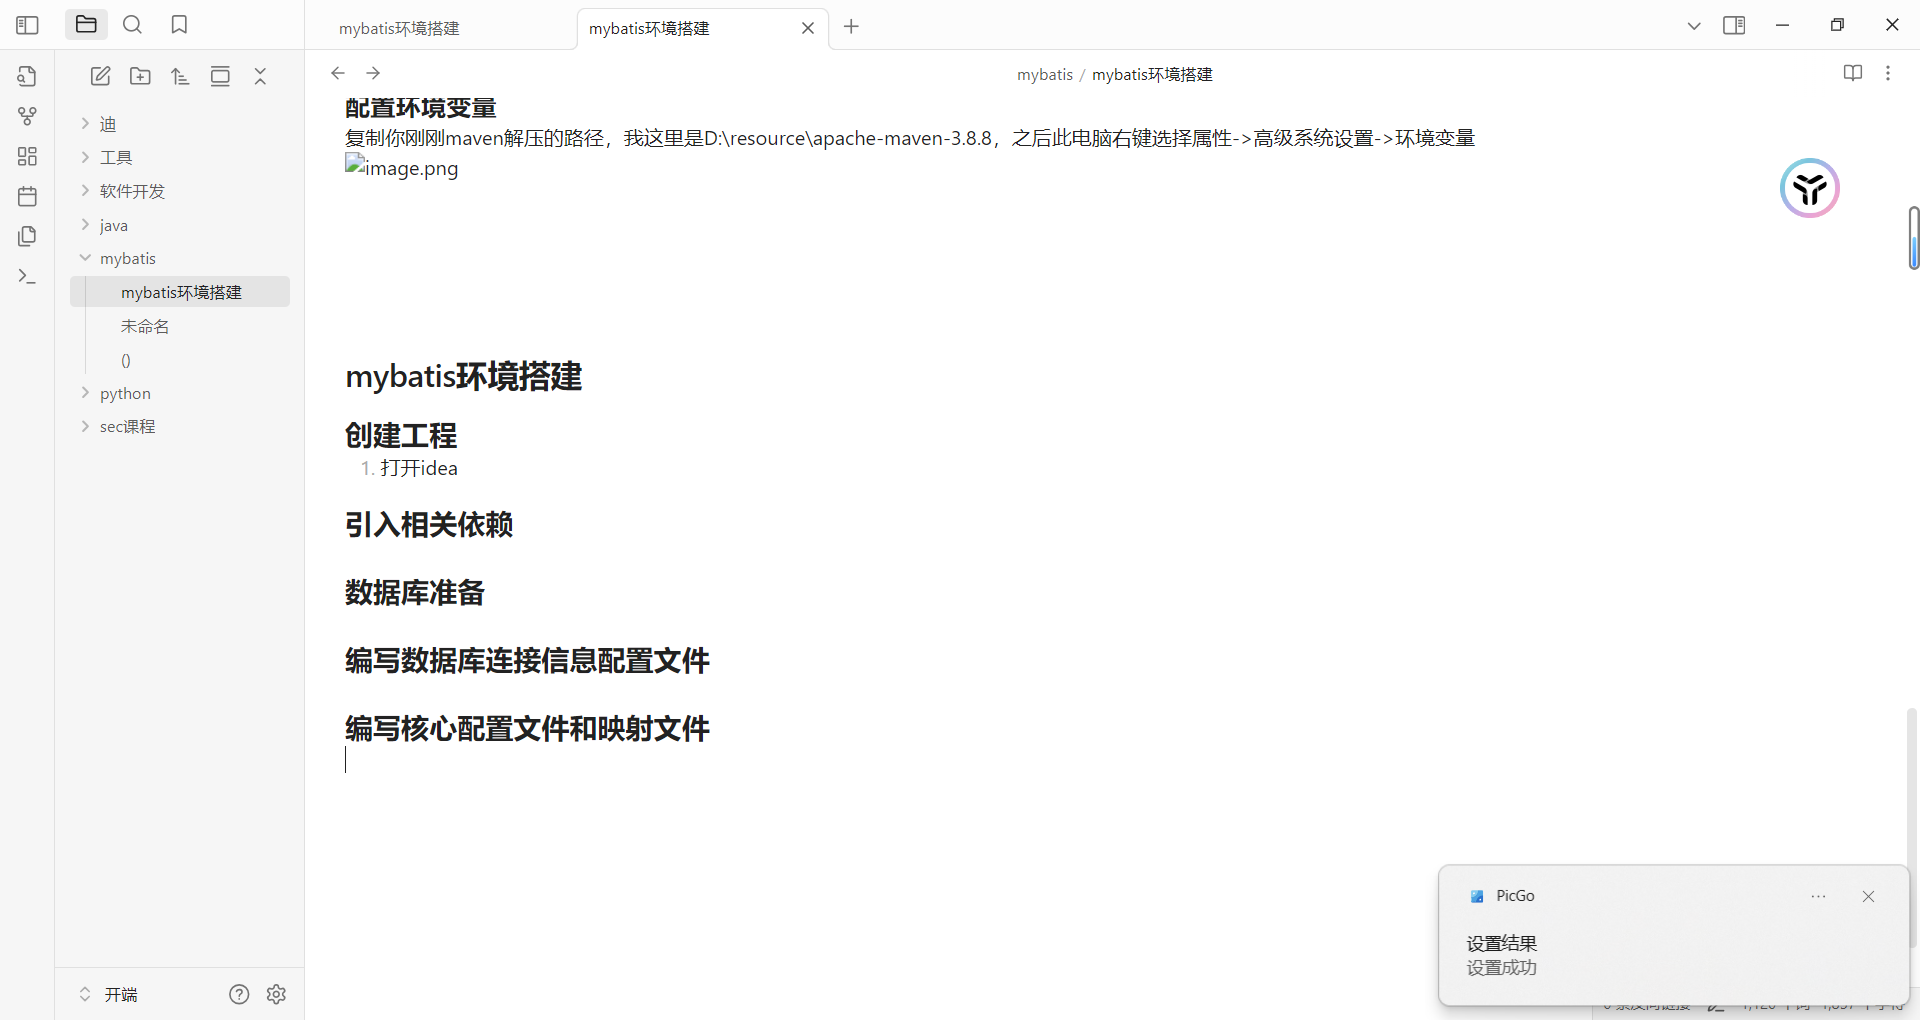 mybatis环境搭建
mybatis环境搭建
mybatis / mybatis环境搭建
迪
工具
软件开发
java
mybatis
mybatis环境搭建
未命名
()
python
sec课程
开端
配置环境变量
复制你刚刚maven解压的路径，我这里是D:\resource\apache-maven-3.8.8，之后此电脑右键选择属性->高级系统设置->环境变量
image.png
mybatis环境搭建
创建工程
1. 打开idea
引入相关依赖
数据库准备
编写数据库连接信息配置文件
编写核心配置文件和映射文件
PicGo
设置结果
设置成功